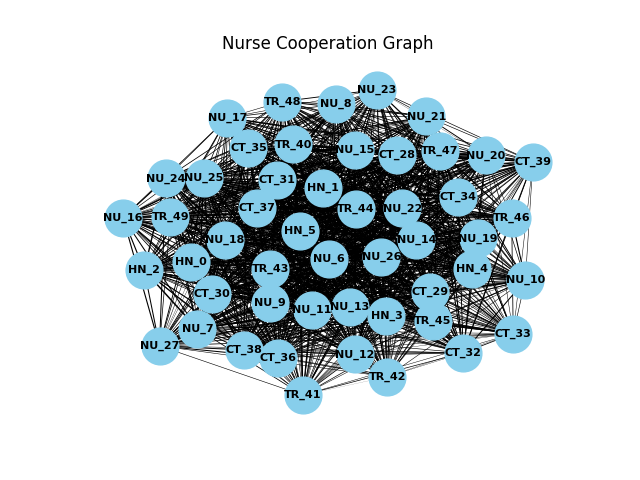 Nurse Cooperation Graph
NU_23
TR_48
NU_8
NU_17
NU_21
TR_40
CT_35
NU_15
TR_47
CT_28
NU_20
CT_39
NU_24
NU_25
CT_31
HN_1
CT_34
CT_37
TR_44
NU_22
NU_16
TR_49
TR_46
HN_5
NU_18
NU_14
NU_19
NU_6
NU_26
HN_0
HN_2
TR_43
HN_4
NU_10
CT_30
CT_29
NU_9
NU_11
NU_13
HN_3
TR_45
NU_7
CT_33
NU_27
CT_38
CT_36
NU_12
CT_32
TR_42
TR_41